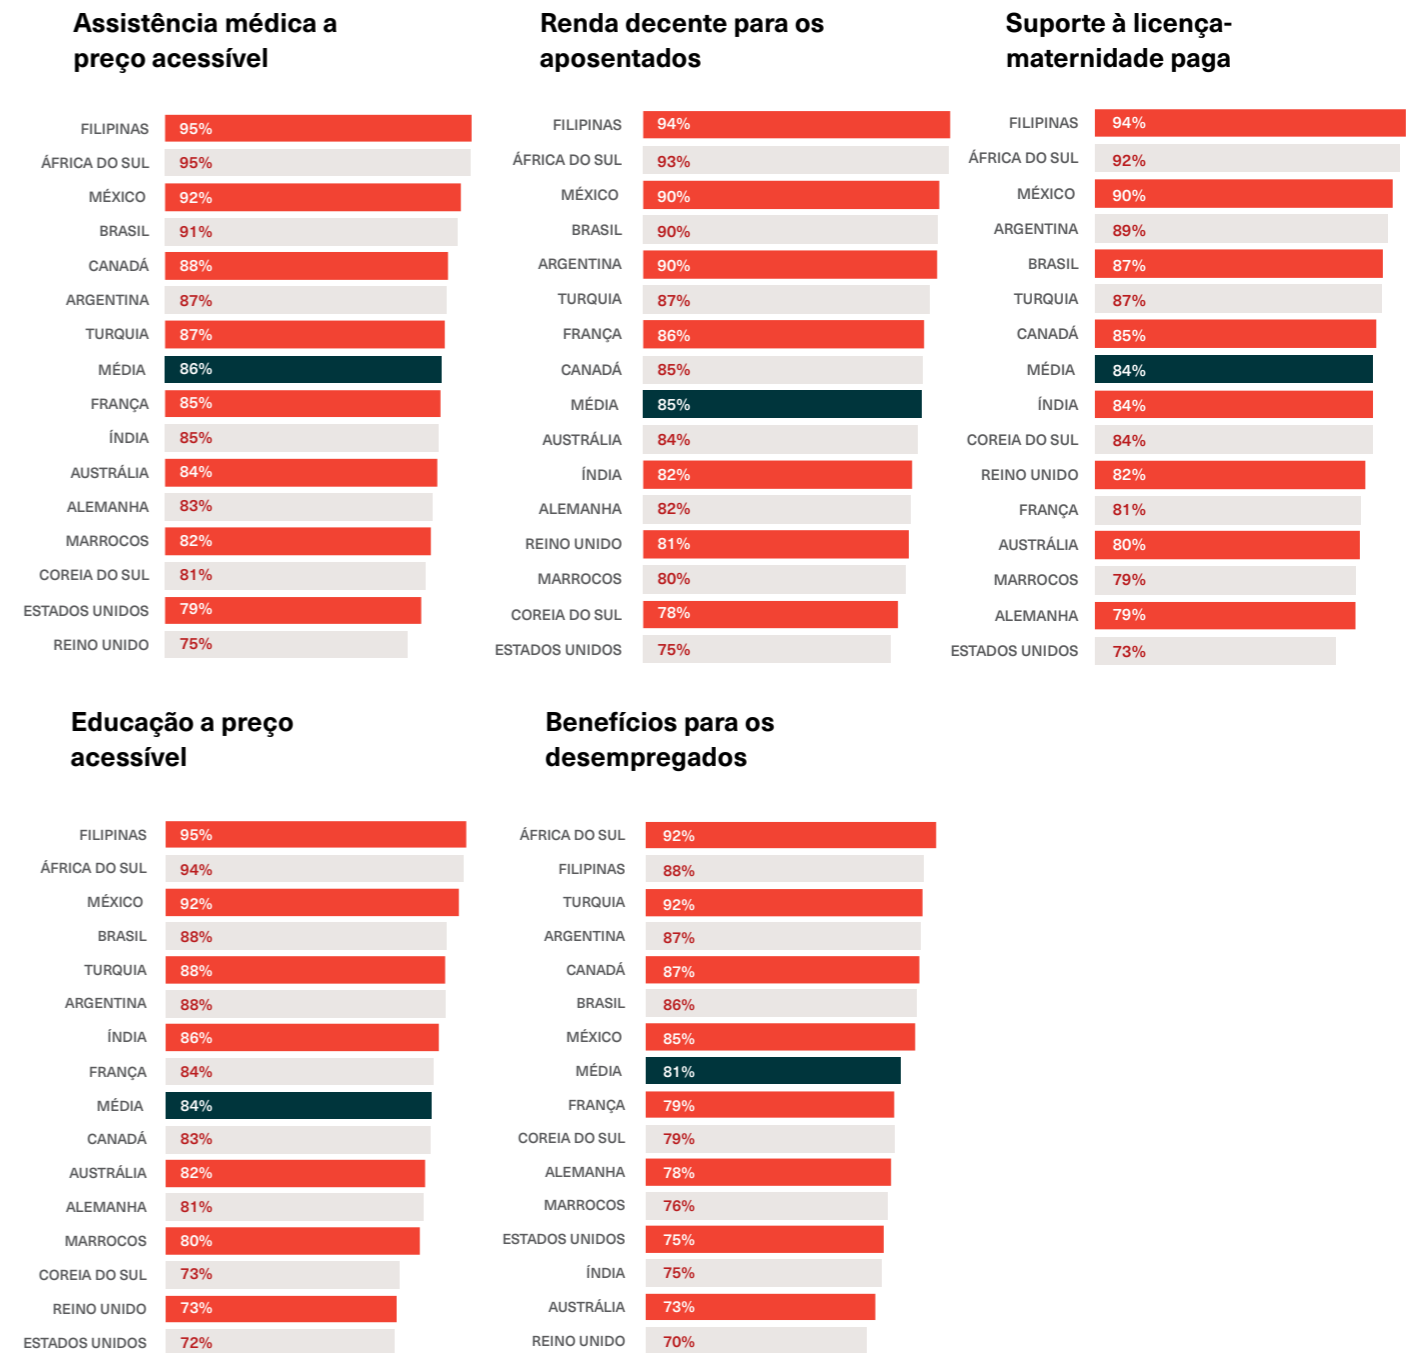 Assistência médica a
preço acessível
FILIPINAS 95%
ÁFRICA DO SUL 95%
MÉXICO 92%
BRASIL 91%
CANADÁ 88%
ARGENTINA 87%
TURQUIA 87%
MÉDIA 86%
FRANÇA 85%
ÍNDIA 85%
AUSTRÁLIA 84%
ALEMANHA 83%
MARROCOS 82%
COREIA DO SUL 81%
ESTADOS UNIDOS 79%
REINO UNIDO 75%
Renda decente para os
aposentados
FILIPINAS 94%
ÁFRICA DO SUL 93%
MÉXICO 90%
BRASIL 90%
ARGENTINA 90%
TURQUIA 87%
FRANÇA 86%
CANADÁ 85%
MÉDIA 85%
AUSTRÁLIA 84%
ÍNDIA 82%
ALEMANHA 82%
REINO UNIDO 81%
MARROCOS 80%
COREIA DO SUL 78%
ESTADOS UNIDOS 75%
Suporte à licença-
maternidade paga
FILIPINAS 94%
ÁFRICA DO SUL 92%
MÉXICO 90%
ARGENTINA 89%
BRASIL 87%
TURQUIA 87%
CANADÁ 85%
MÉDIA 84%
ÍNDIA 84%
COREIA DO SUL 84%
REINO UNIDO 82%
FRANÇA 81%
AUSTRÁLIA 80%
MARROCOS 79%
ALEMANHA 79%
ESTADOS UNIDOS 73%
Educação a preço
acessível
FILIPINAS 95%
ÁFRICA DO SUL 94%
MÉXICO 92%
BRASIL 88%
TURQUIA 88%
ARGENTINA 88%
ÍNDIA 86%
FRANÇA 84%
MÉDIA 84%
CANADÁ 83%
AUSTRÁLIA 82%
ALEMANHA 81%
MARROCOS 80%
COREIA DO SUL 73%
REINO UNIDO 73%
ESTADOS UNIDOS 72%
Benefícios para os
desempregados
ÁFRICA DO SUL 92%
FILIPINAS 88%
TURQUIA 92%
ARGENTINA 87%
CANADÁ 87%
BRASIL 86%
MÉXICO 85%
MÉDIA 81%
FRANÇA 79%
COREIA DO SUL 79%
ALEMANHA 78%
MARROCOS 76%
ESTADOS UNIDOS 75%
ÍNDIA 75%
AUSTRÁLIA 73%
REINO UNIDO 70%